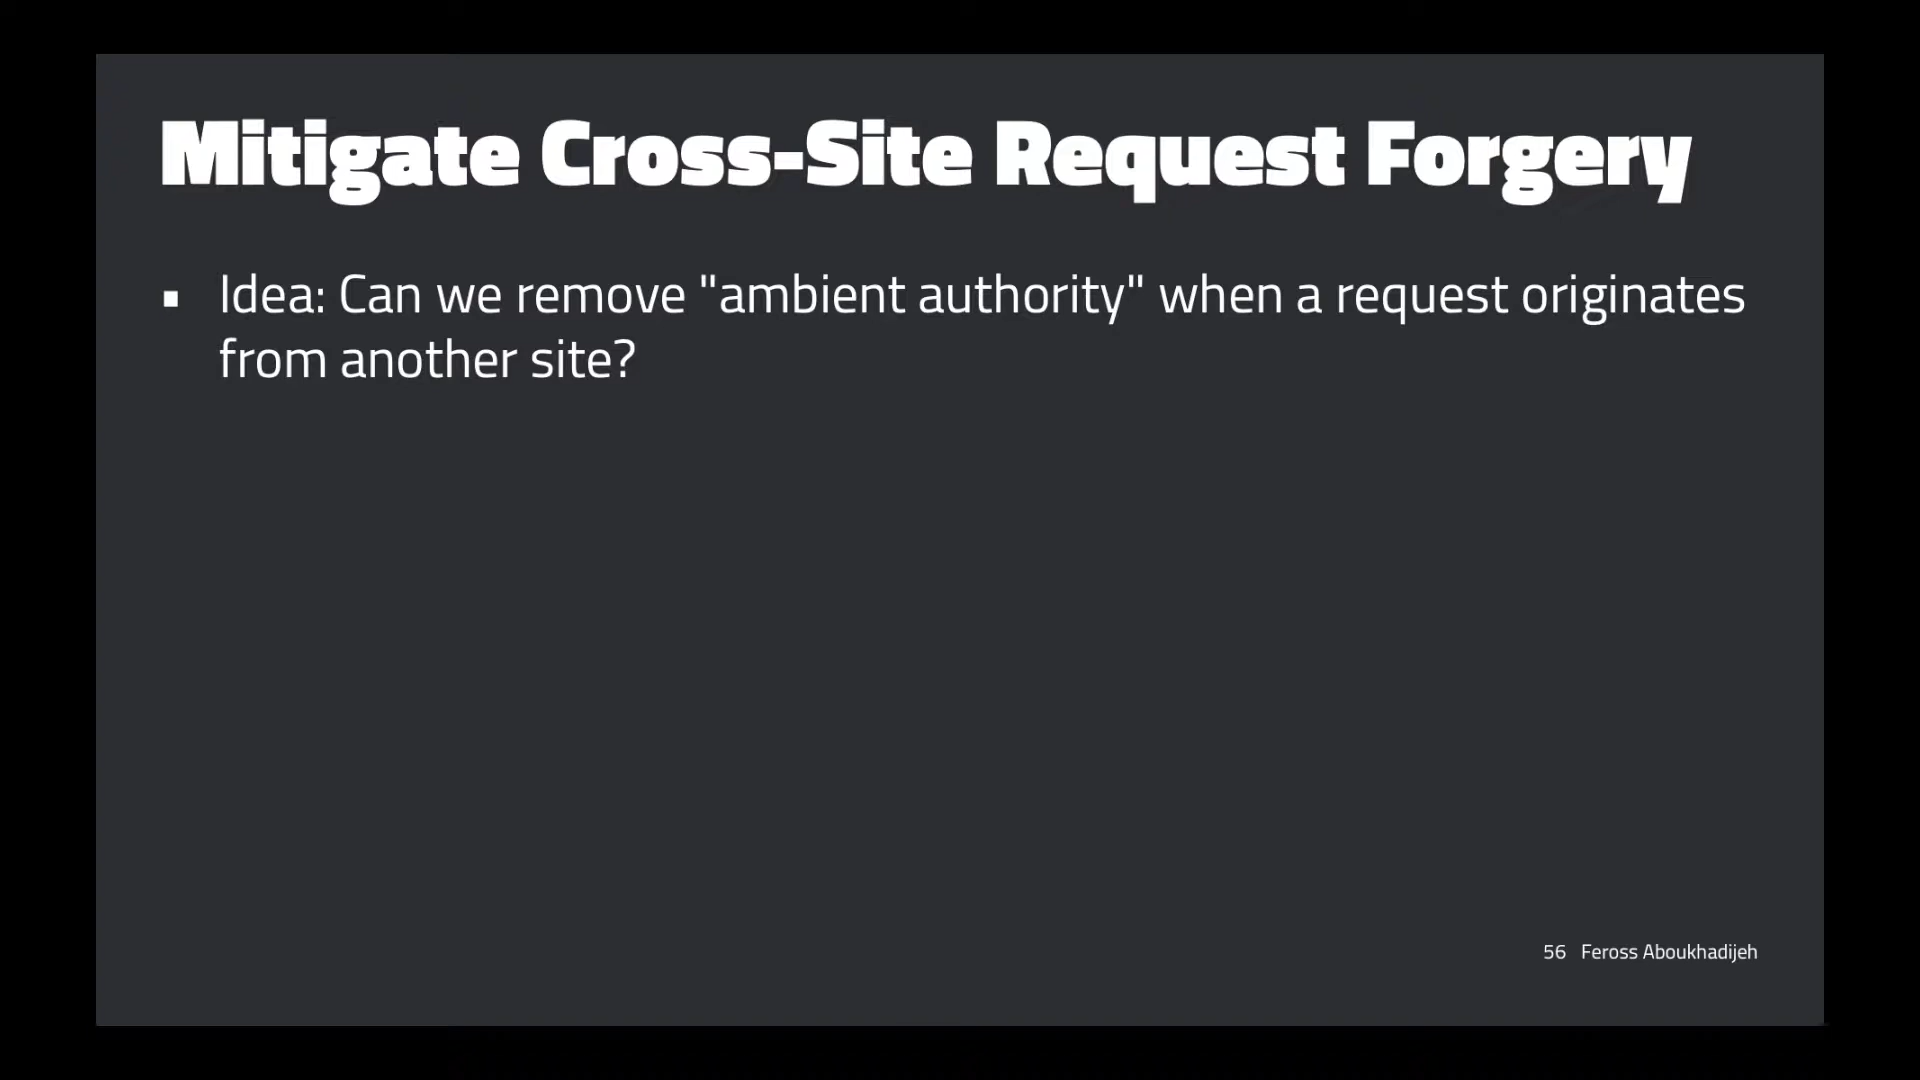 Mitigate Cross-Site Request Forgery
▪ Idea: Can we remove "ambient authority" when a request originates
from another site?
56 Feross Aboukhadijeh